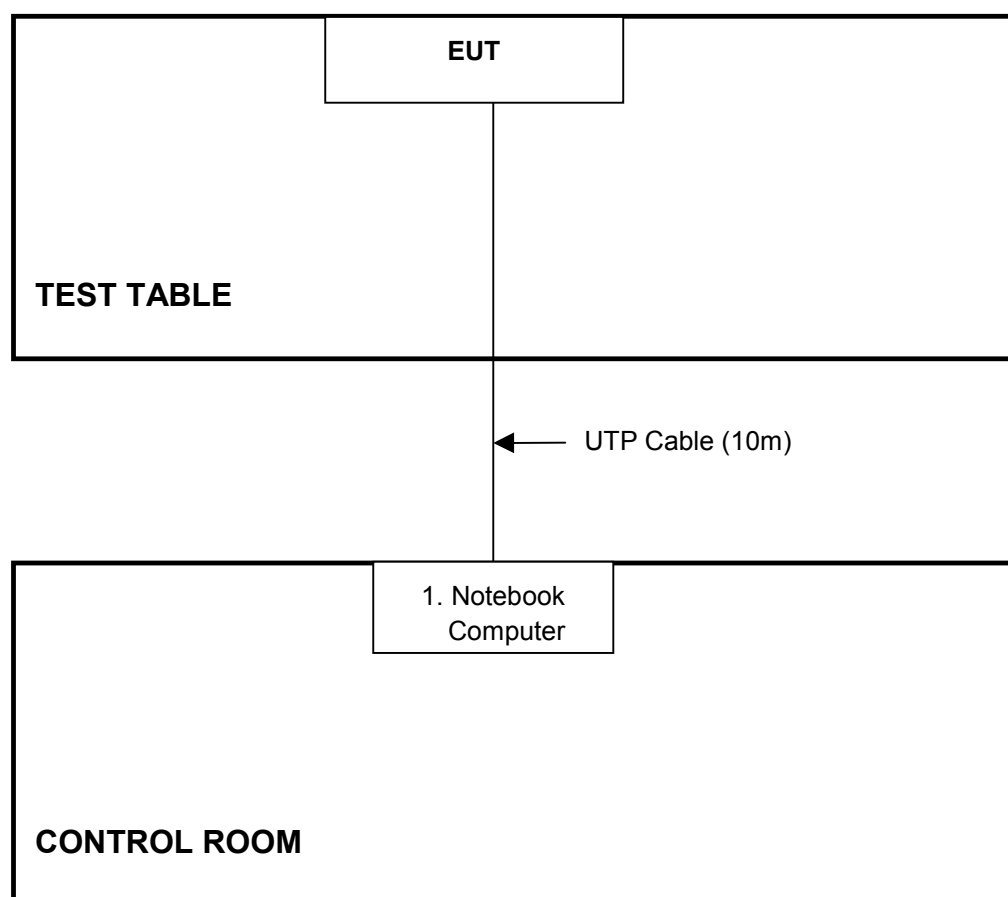 EUT
TEST TABLE
UTP Cable (10m)
1. Notebook
Computer
CONTROL ROOM